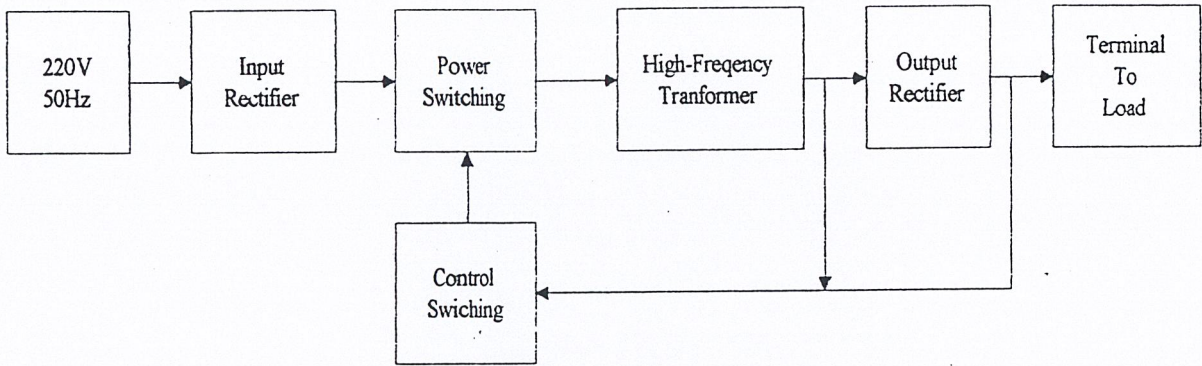 220V
50Hz
Input
Rectifier
Power
Switching
High-Freqency
Tranformer
Output
Rectifier
Terminal
To
Load
Control
Swiching